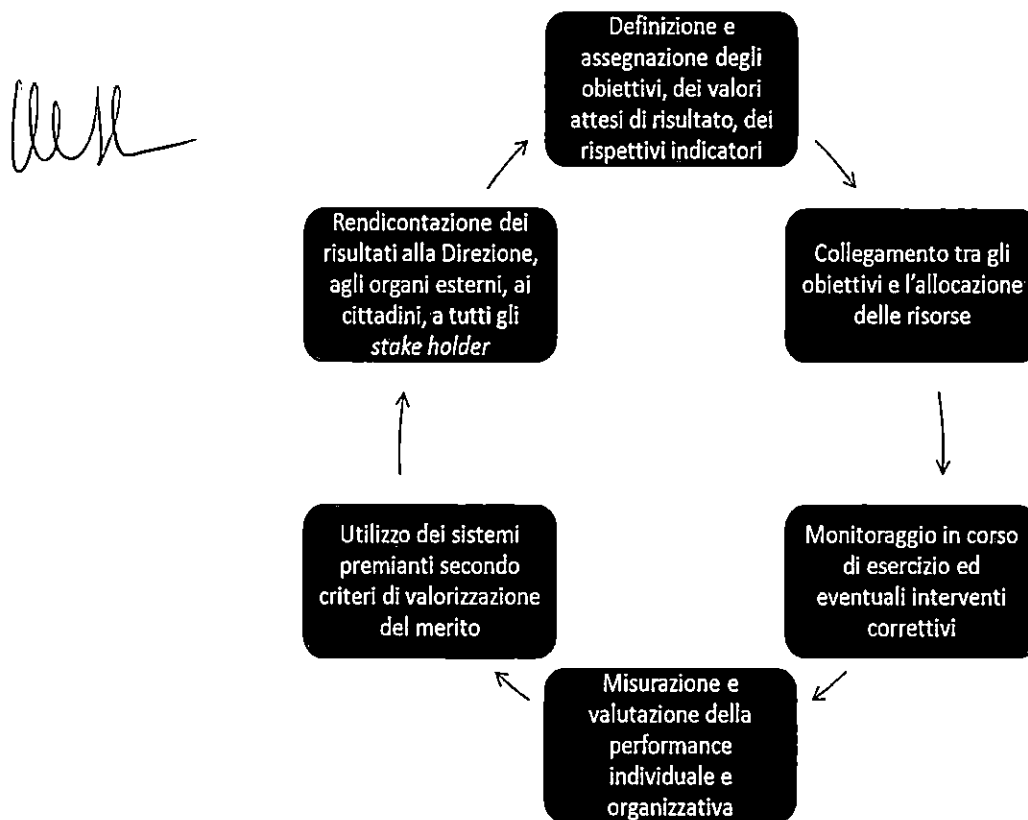 Definizione e
assegnazione degli
obiettivi, dei valori
attesi di risultato, dei
rispettivi indicatori
Collegamento tra gli
obiettivi e l'allocazione
delle risorse
Monitoraggio in corso
di esercizio ed
eventuali interventi
correttivi
Misurazione e
valutazione della
performance
individuale e
organizzativa
Utilizzo dei sistemi
premianti secondo
criteri di valorizzazione
del merito
Rendicontazione dei
risultati alla Direzione,
agli organi esterni, ai
cittadini, a tutti gli
stake holder